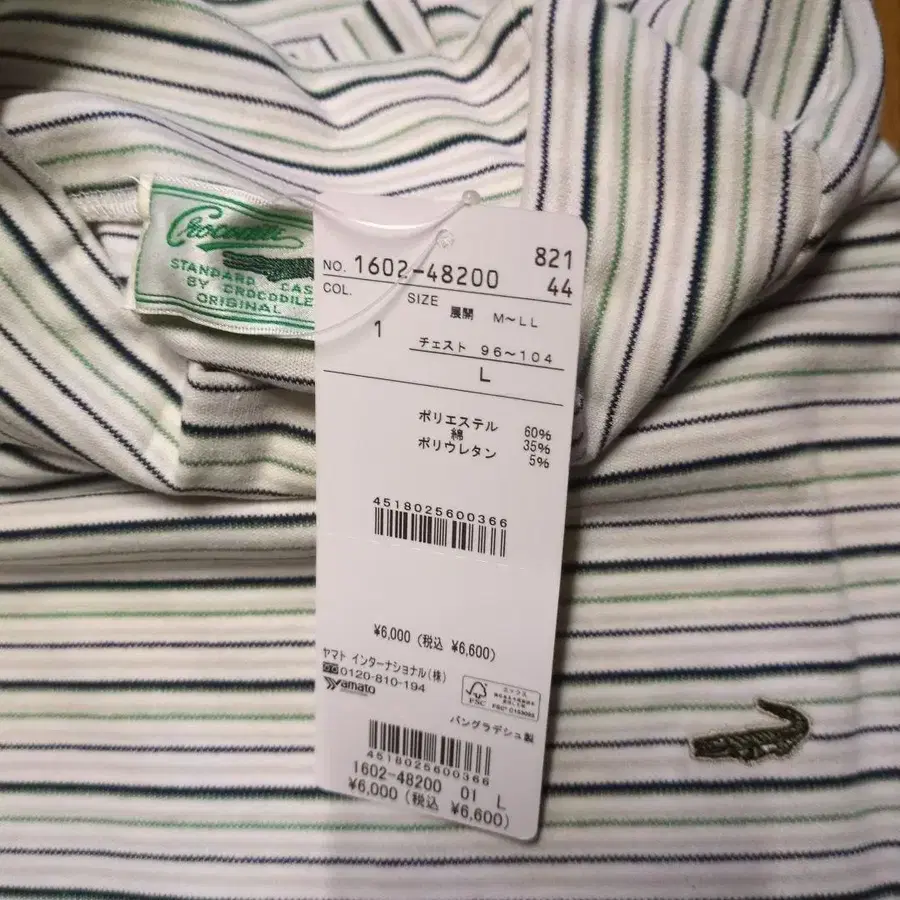 Crocodile
STANDARD CAS
BY CROCODILE
ORIGINAL
NO. 1602-48200 821
COL. SIZE 44
展開 M～LL
1 チェスト 96～104
L
ポリエステル 60%
綿 35%
ポリウレタン 5%
4518025600366
¥6,000 (税込 ¥6,600)
ヤマト インターナショナル(株)
0120-810-194
Yamato
FSC
バングラデシュ製
4518025600366
1602-48200 01 L
¥6,000 (税込 ¥6,600)